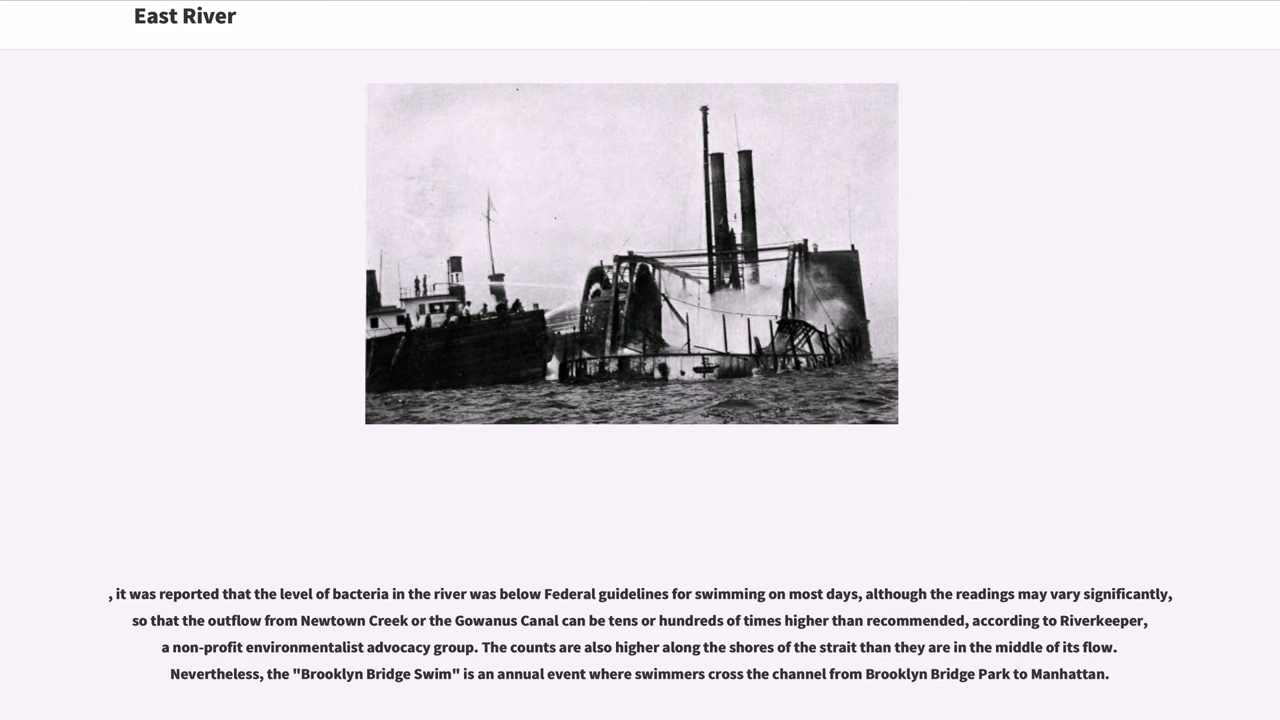 East River
, it was reported that the level of bacteria in the river was below Federal guidelines for swimming on most days, although the readings may vary significantly,
so that the outflow from Newtown Creek or the Gowanus Canal can be tens or hundreds of times higher than recommended, according to Riverkeeper,
a non-profit environmentalist advocacy group. The counts are also higher along the shores of the strait than they are in the middle of its flow.
Nevertheless, the "Brooklyn Bridge Swim" is an annual event where swimmers cross the channel from Brooklyn Bridge Park to Manhattan.